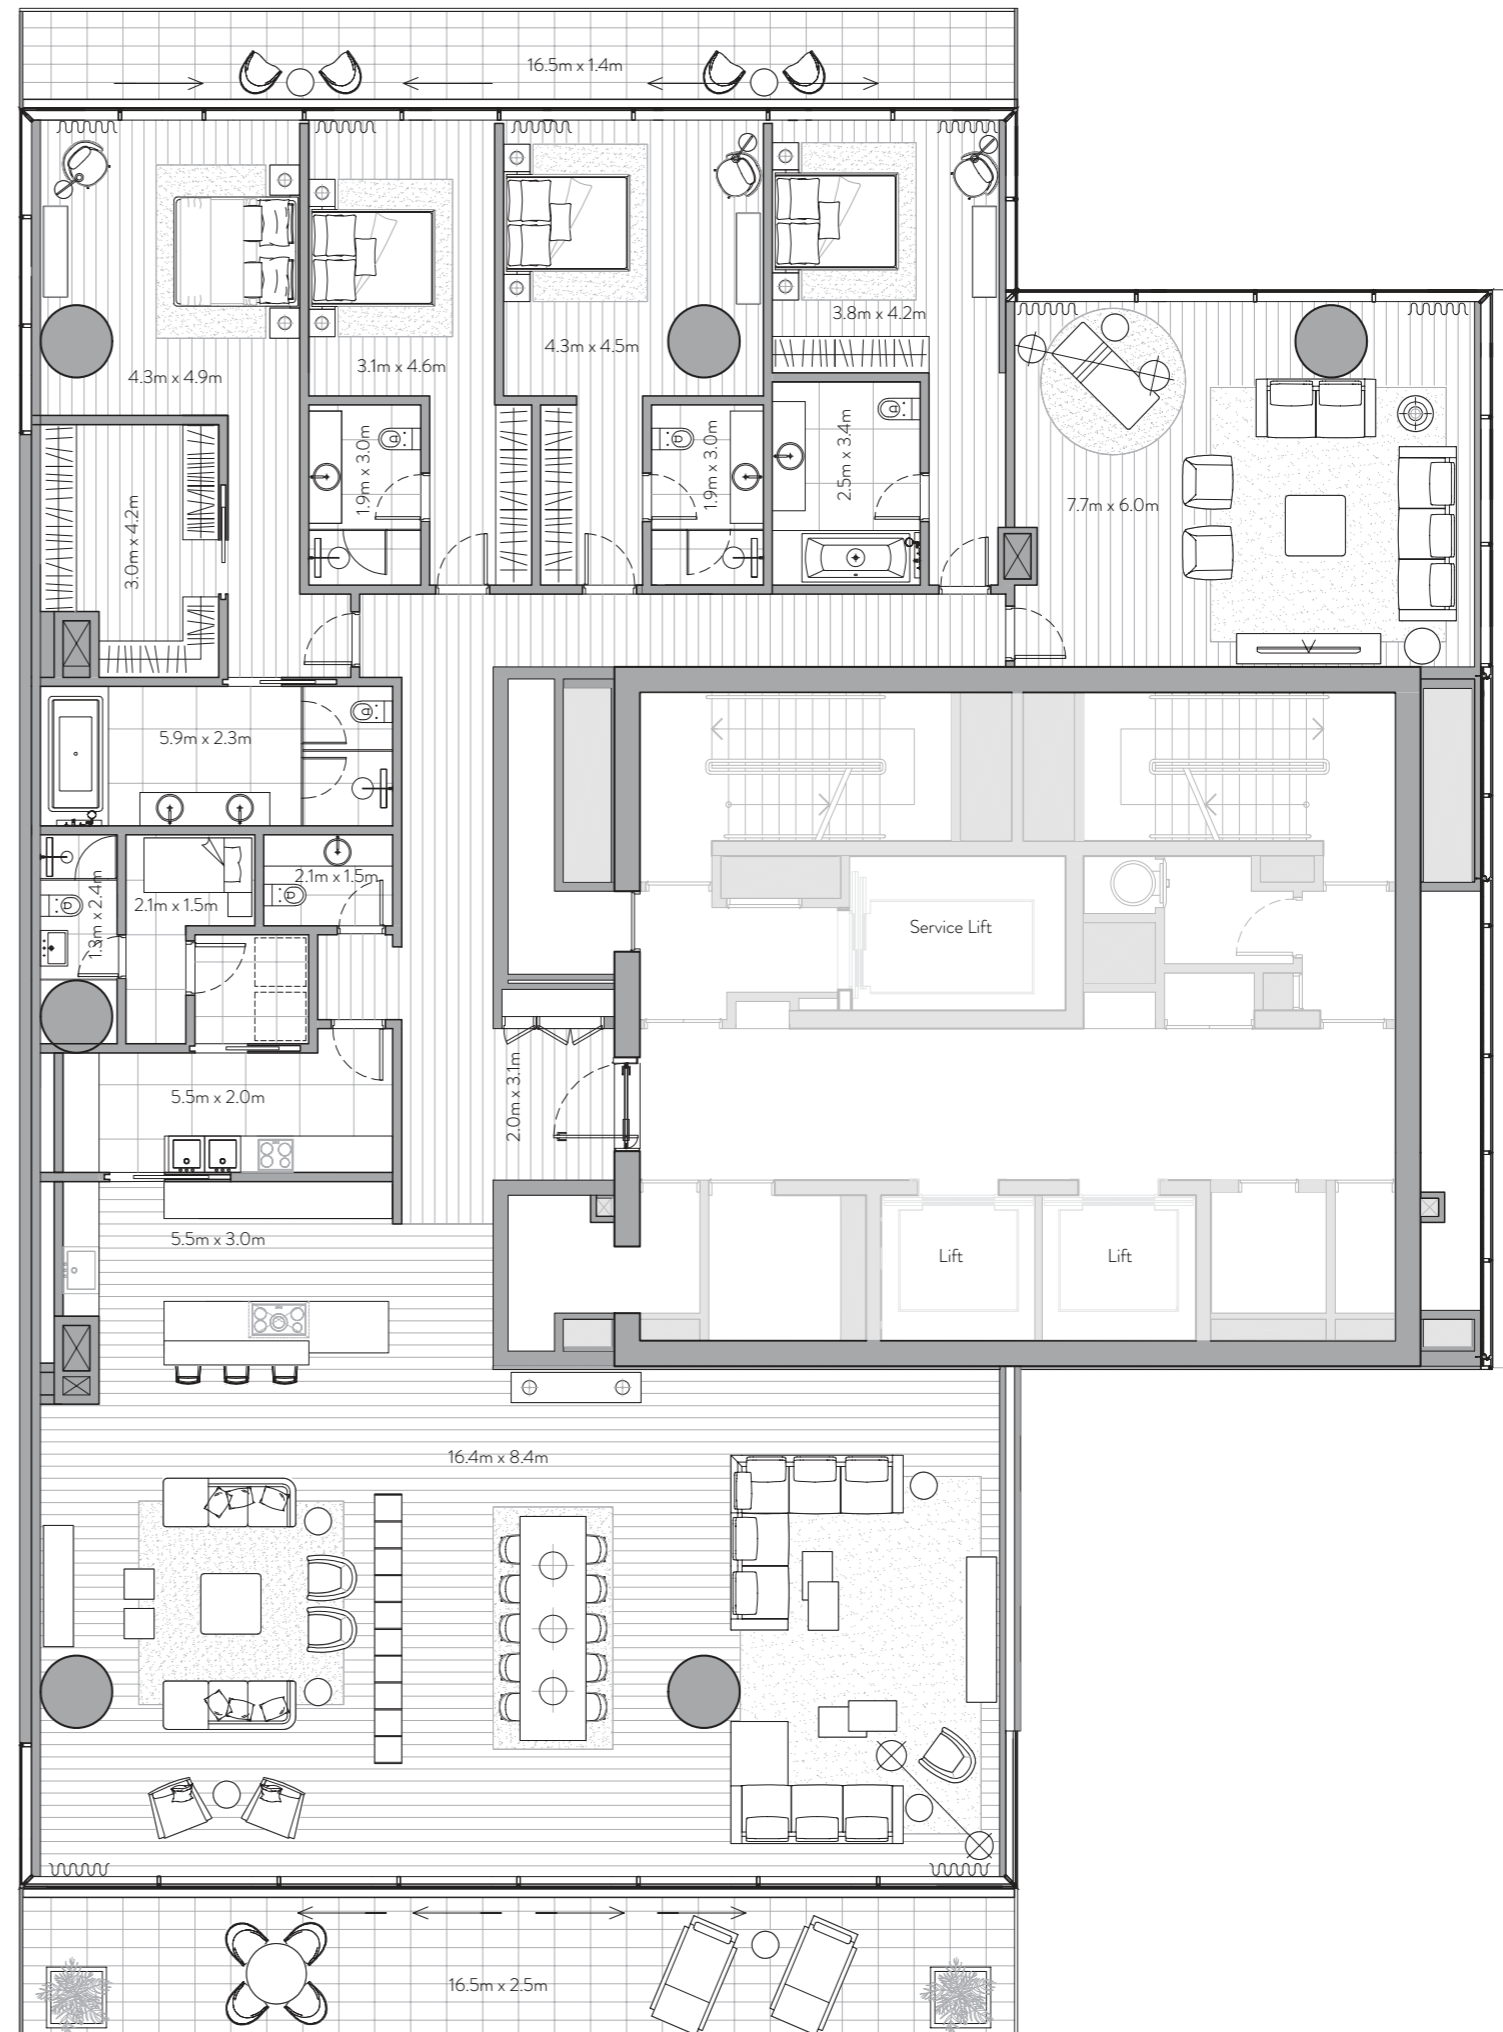 16.5m x 1.4m
3.8m x 4.2m
4.3m x 4.5m
3.1m x 4.6m
4.3m x 4.9m
1.9m x 3.0m
1.9m x 3.0m
2.5m x 3.4m
7.7m x 6.0m
3.0m x 4.2m
5.9m x 2.3m
2.1m x 1.5m
2.1m x 1.5m
1.3m x 2.4m
Service Lift
5.5m x 2.0m
2.0m x 3.1m
5.5m x 3.0m
Lift
Lift
16.4m x 8.4m
16.5m x 2.5m